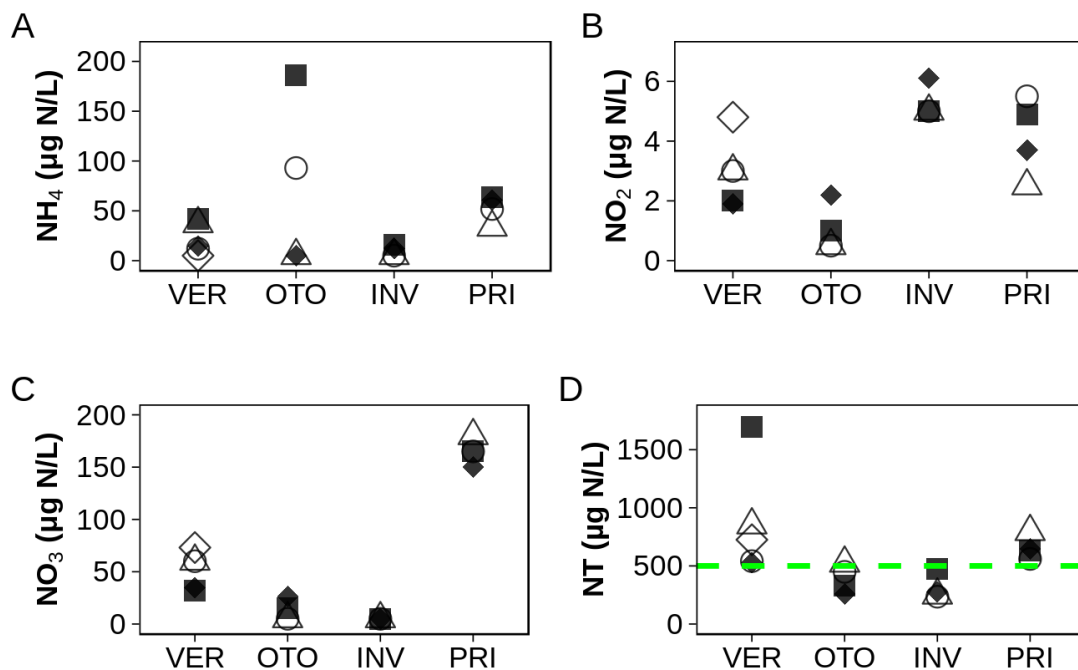 A
NH4 (µg N/L)
200
150
100
50
0
VER OTO INV PRI
B
NO2 (µg N/L)
6
4
2
0
VER OTO INV PRI
C
NO3 (µg N/L)
200
150
100
50
0
VER OTO INV PRI
D
NT (µg N/L)
1500
1000
500
0
VER OTO INV PRI